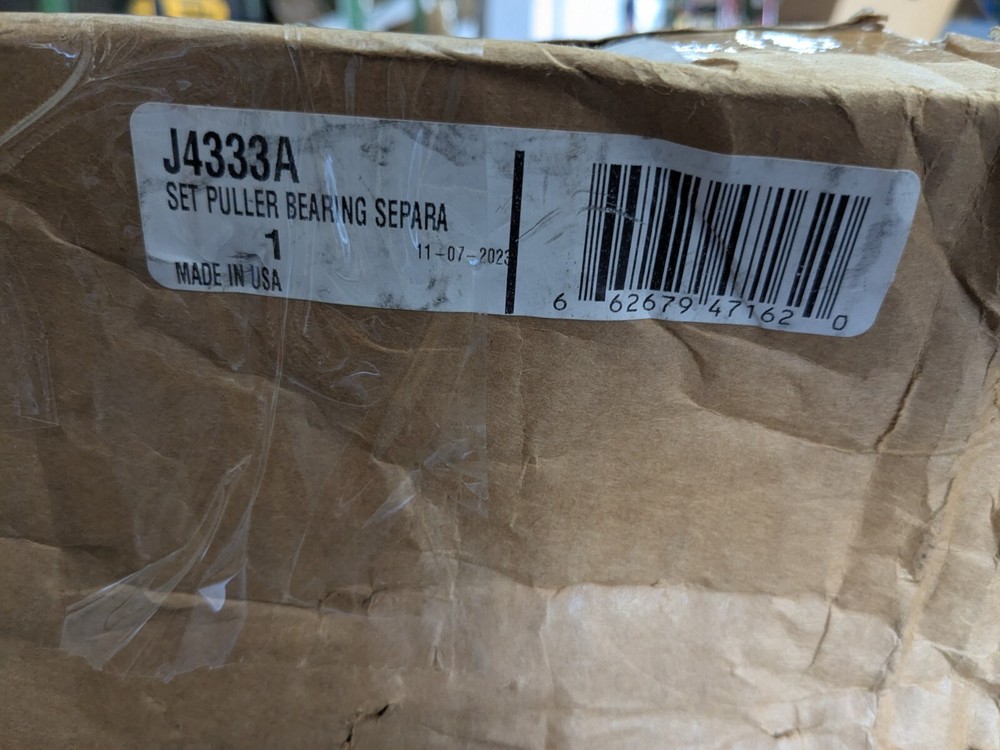 J4333A
SET PULLER BEARING SEPARA
1
11-07-2023
MADE IN USA
6 62679 47162 0